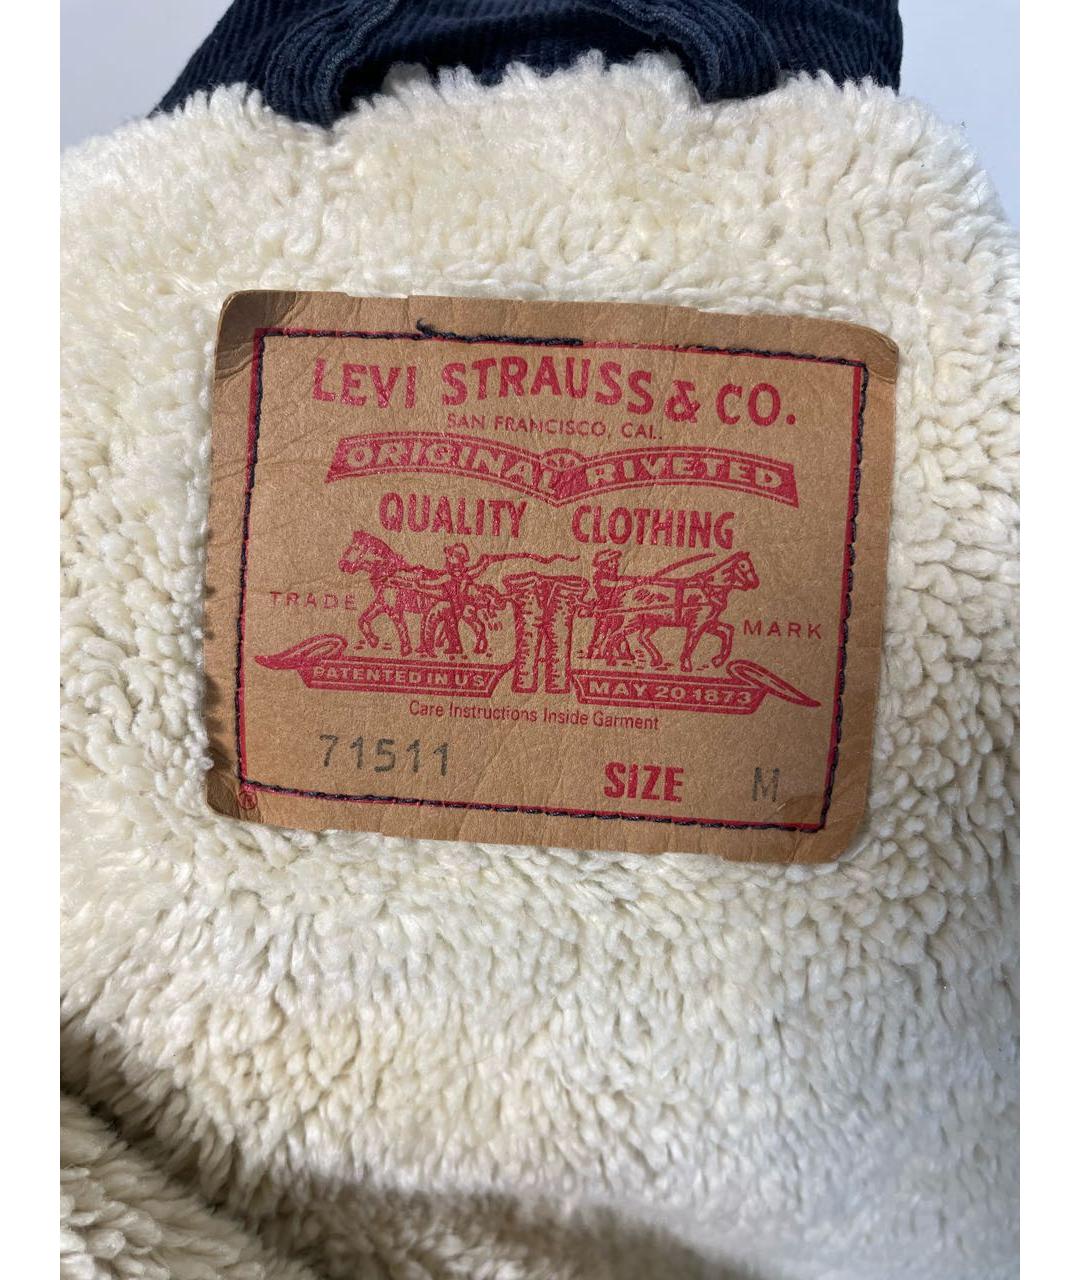 LEVI STRAUSS & CO.
SAN FRANCISCO, CAL.
ORIGINAL RIVETED
QUALITY CLOTHING
TRADE MARK
PATENTED IN US MAY 20 1873
Care Instructions Inside Garment
71511 SIZE M
®